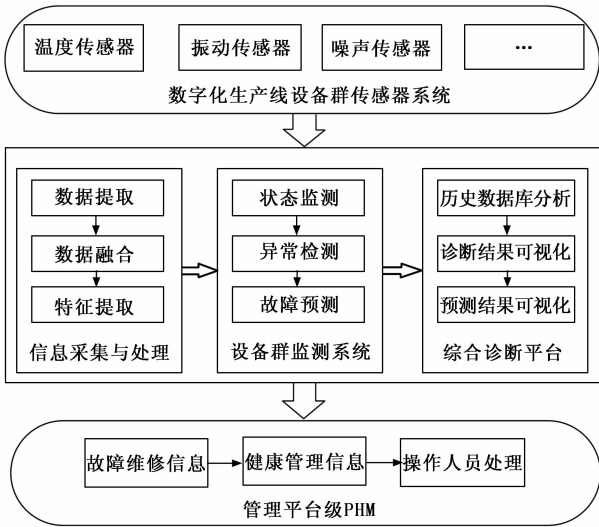 温度传感器
振动传感器
噪声传感器
...
数字化生产线设备群传感器系统
数据提取
数据融合
特征提取
信息采集与处理
状态监测
异常检测
故障预测
设备群监测系统
历史数据库分析
诊断结果可视化
预测结果可视化
综合诊断平台
故障维修信息
健康管理信息
操作人员处理
管理平台级PHM